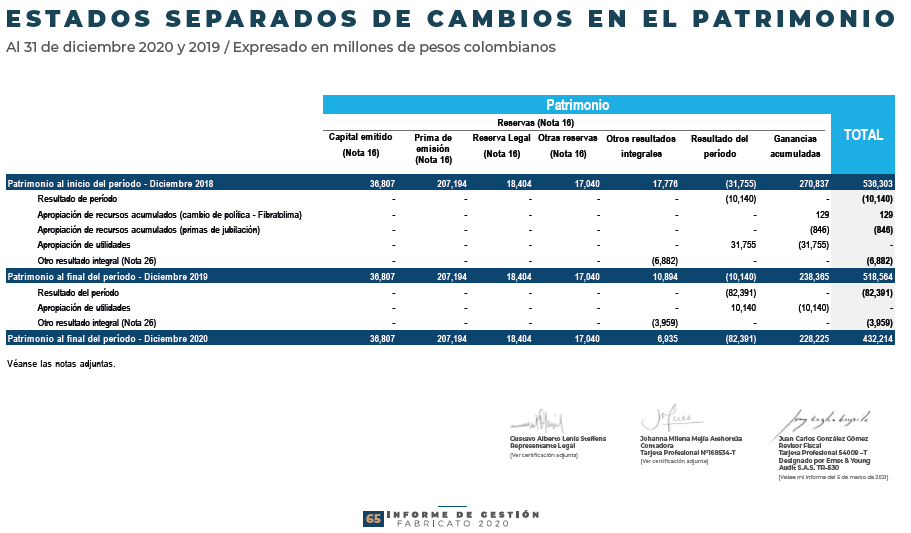 ESTADOS SEPARADOS DE CAMBIOS EN EL PATRIMONIO
Al 31 de diciembre 2020 y 2019 / Expresado en millones de pesos colombianos
Patrimonio
Reservas (Nota 16)
Capital emitido (Nota 16) Prima de emisión (Nota 16) Reserva Legal (Nota 16) Otras reservas (Nota 16) Otros resultados integrales Resultado del período Ganancias acumuladas TOTAL
Patrimonio al inicio del período - Diciembre 2018 36,807 207,194 18,404 17,040 17,776 (31,755) 270,837 536,303
Resultado de período - - - - - (10,140) - (10,140)
Apropiación de recursos acumulados (cambio de política - Fibratolima) - - - - - - 129 129
Apropiación de recursos acumulados (primas de jubilación) - - - - - - (846) (846)
Apropiación de utilidades - - - - - 31,755 (31,755) -
Otro resultado integral (Nota 26) - - - - (6,882) - - (6,882)
Patrimonio al final del período - Diciembre 2019 36,807 207,194 18,404 17,040 10,894 (10,140) 238,365 518,564
Resultado del período - - - - - (82,391) - (82,391)
Apropiación de utilidades - - - - - 10,140 (10,140) -
Otro resultado integral (Nota 26) - - - - (3,959) - - (3,959)
Patrimonio al final del período - Diciembre 2020 36,807 207,194 18,404 17,040 6,935 (82,391) 228,225 432,214
Véanse las notas adjuntas.
Gustavo Alberto Lenis Steffens
Representante Legal
(Ver certificación adjunta)
Johanna Milena Mejía Atehortúa
Contadora
Tarjeta Profesional N°168534-T
(Ver certificación adjunta)
Juan Carlos González Gómez
Revisor Fiscal
Tarjeta Profesional 54009 -T
Designado por Ernst & Young
Audit S.A.S. TR-530
(Véase mi informe del 5 de marzo de 2021)
65 INFORME DE GESTIÓN
FABRICATO 2020